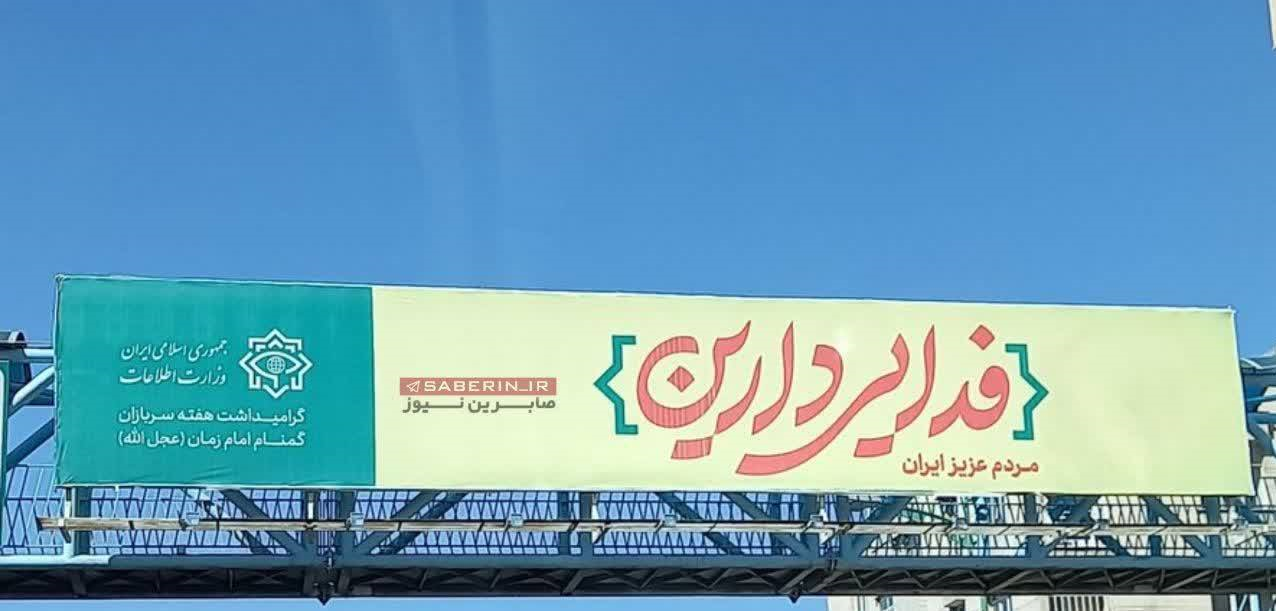 فدایی دارین
مردم عزیز ایران
SABERIN_IR
صابرین نیوز
جمهوری اسلامی ایران
وزارت اطلاعات
گرامیداشت هفته سربازان
گمنام امام زمان (عجل الله)